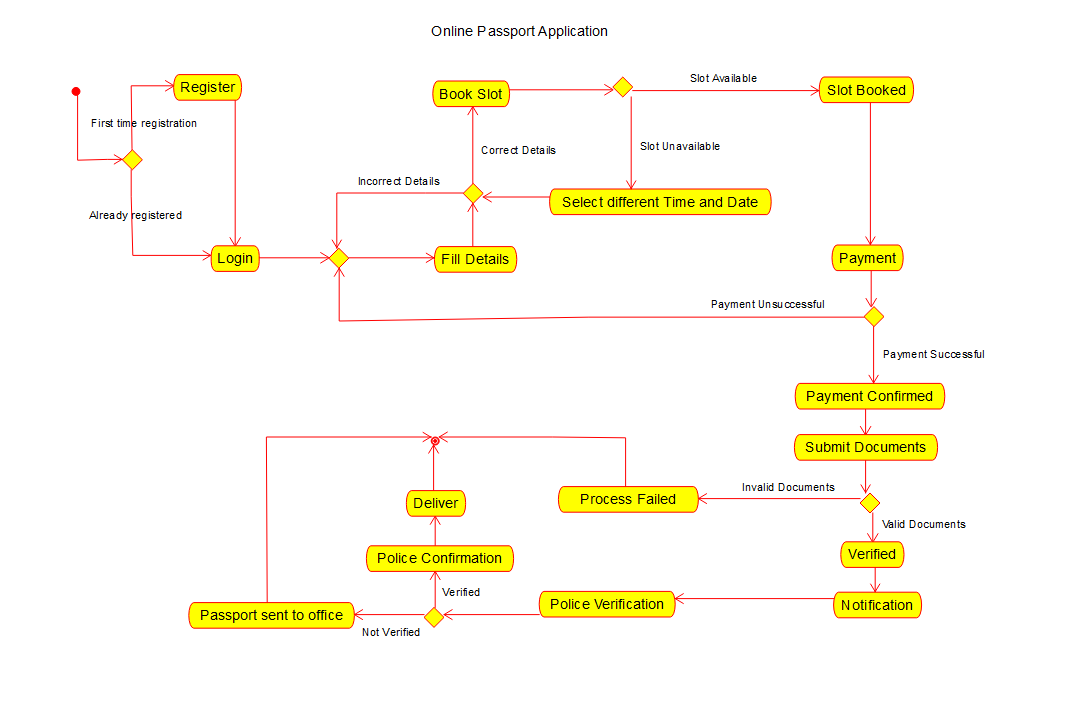 Online Passport Application
Register
Book Slot
Slot Available
Slot Booked
First time registration
Correct Details
Slot Unavailable
Incorrect Details
Select different Time and Date
Already registered
Login
Fill Details
Payment
Payment Unsuccessful
Payment Successful
Payment Confirmed
Submit Documents
Invalid Documents
Process Failed
Deliver
Valid Documents
Verified
Police Confirmation
Verified
Police Verification
Notification
Passport sent to office
Not Verified